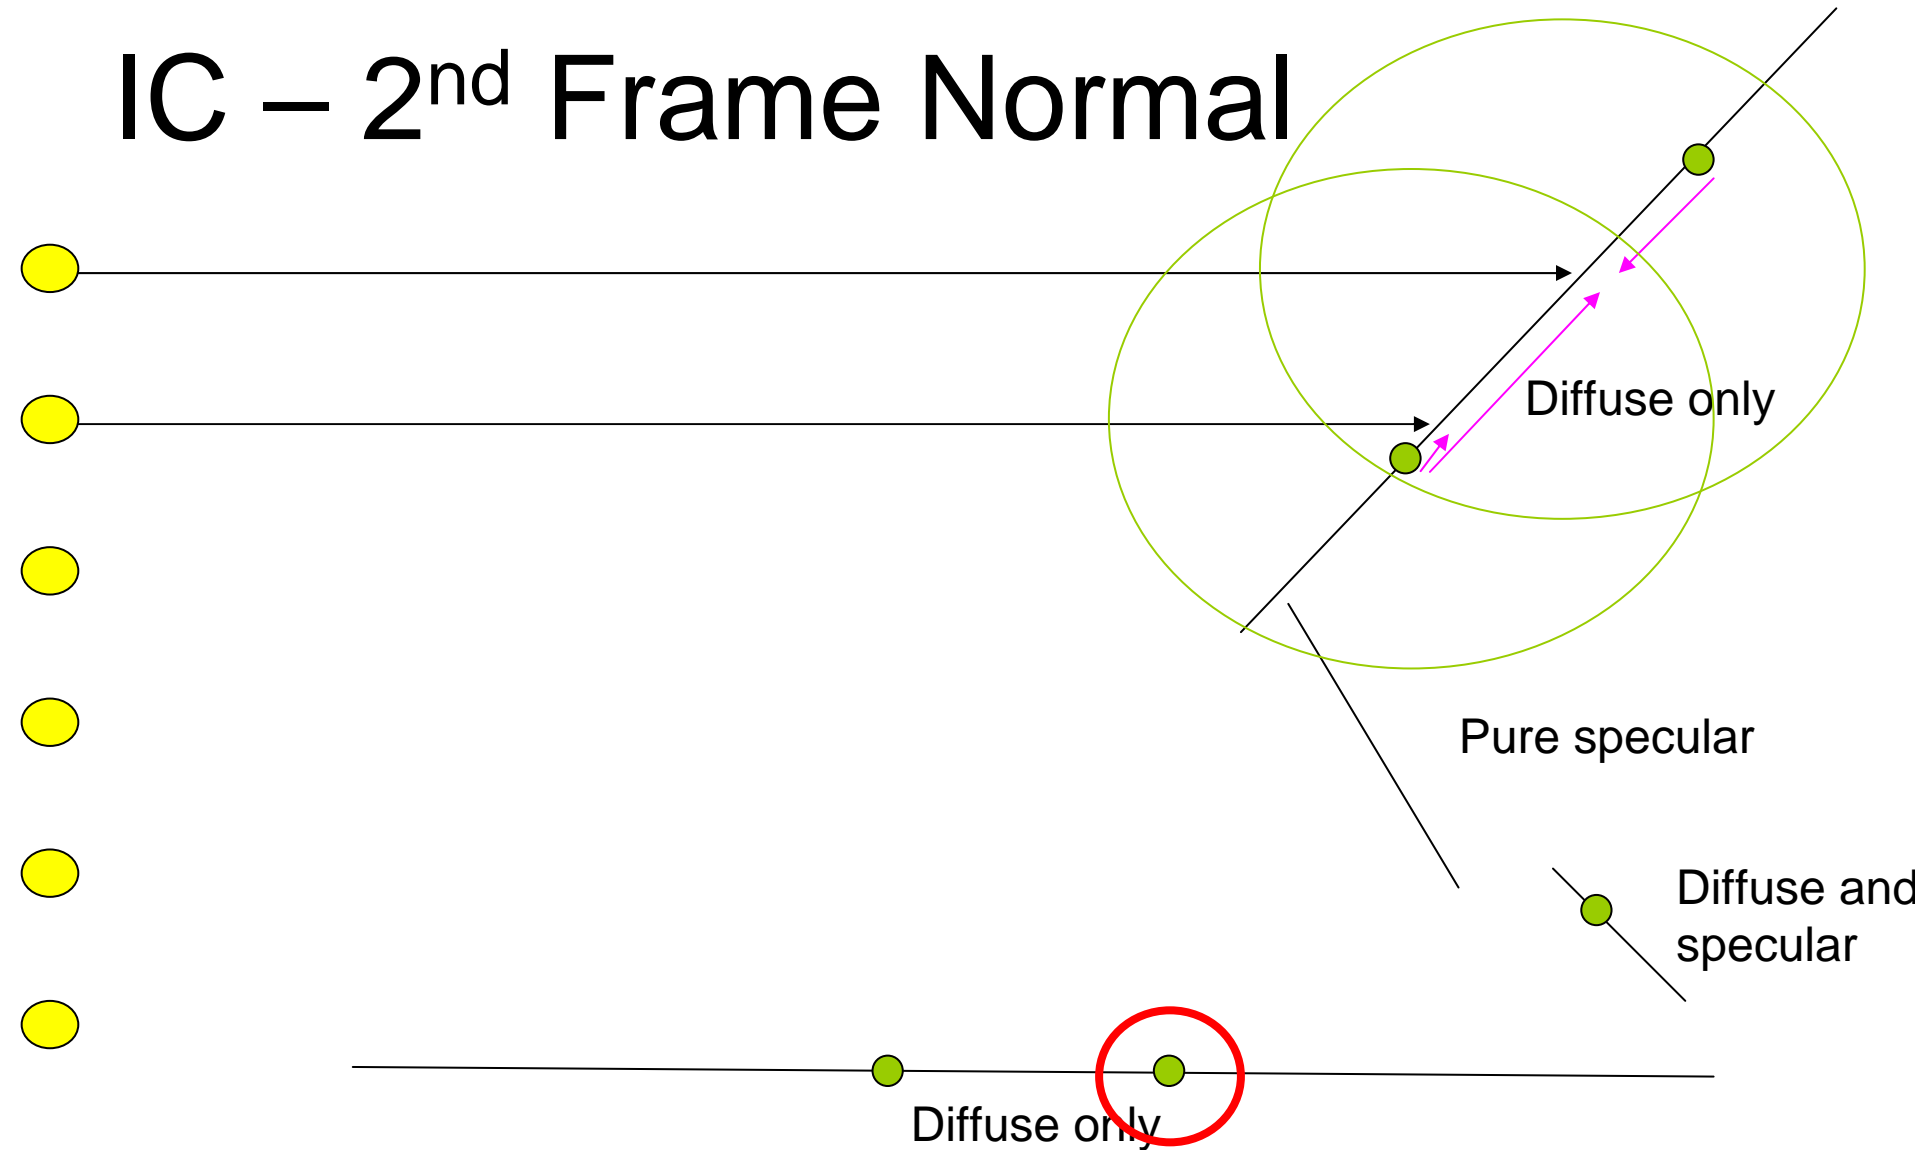 IC – 2nd Frame Normal
Diffuse only
Pure specular
Diffuse and
specular
Diffuse only